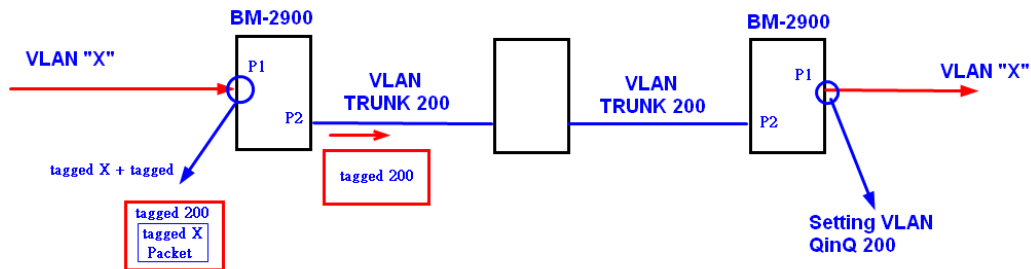 BM-2900
VLAN "X"
P1
P2
tagged X + tagged
tagged 200
tagged X
Packet
VLAN
TRUNK 200
tagged 200
VLAN
TRUNK 200
BM-2900
P1
P2
VLAN "X"
Setting VLAN
QinQ 200